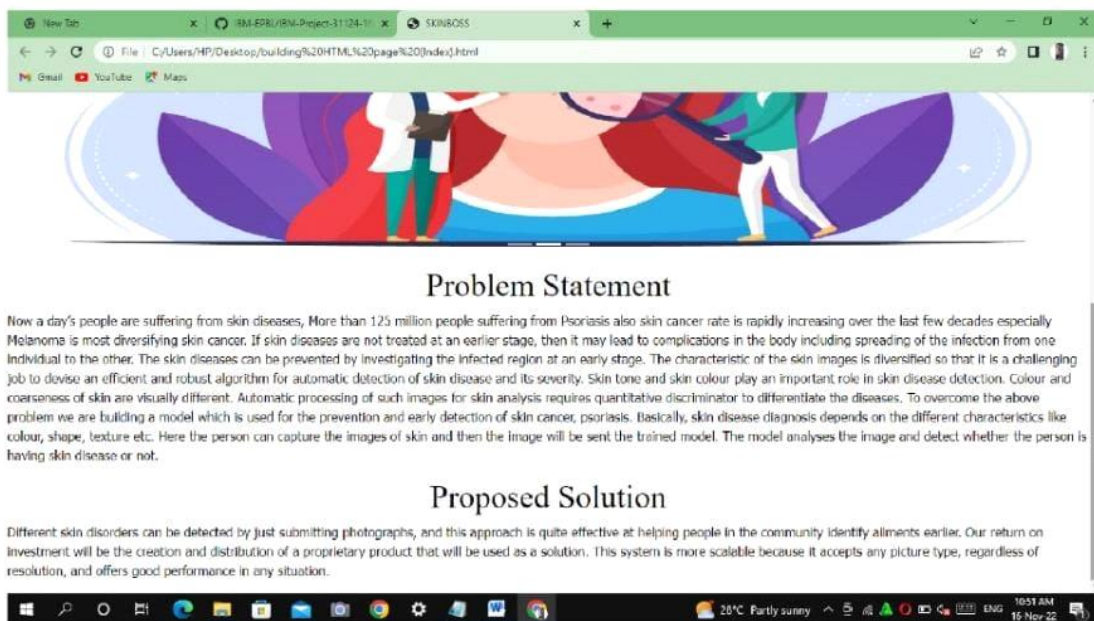 New Tab
IBM-EPBL/IBM-Project-31124-1
SKINBOSS
File C:/Users/HP/Desktop/building%20HTML%20page%20(Index).html
Gmail YouTube Maps
Problem Statement
Now a day's people are suffering from skin diseases, More than 125 million people suffering from Psoriasis also skin cancer rate is rapidly increasing over the last few decades especially
Melanoma is most diversifying skin cancer. If skin diseases are not treated at an earlier stage, then it may lead to complications in the body including spreading of the infection from one
individual to the other. The skin diseases can be prevented by investigating the infected region at an early stage. The characteristic of the skin images is diversified so that it is a challenging
job to devise an efficient and robust algorithm for automatic detection of skin disease and its severity. Skin tone and skin colour play an important role in skin disease detection. Colour and
coarseness of skin are visually different. Automatic processing of such images for skin analysis requires quantitative discriminator to differentiate the diseases. To overcome the above
problem we are building a model which is used for the prevention and early detection of skin cancer, psoriasis. Basically, skin disease diagnosis depends on the different characteristics like
colour, shape, texture etc. Here the person can capture the images of skin and then the image will be sent the trained model. The model analyses the image and detect whether the person is
having skin disease or not.
Proposed Solution
Different skin disorders can be detected by just submitting photographs, and this approach is quite effective at helping people in the community identify ailments earlier. Our return on
investment will be the creation and distribution of a proprietary product that will be used as a solution. This system is more scalable because it accepts any picture type, regardless of
resolution, and offers good performance in any situation.
28°C Partly sunny ENG 10:51 AM
16-Nov-22